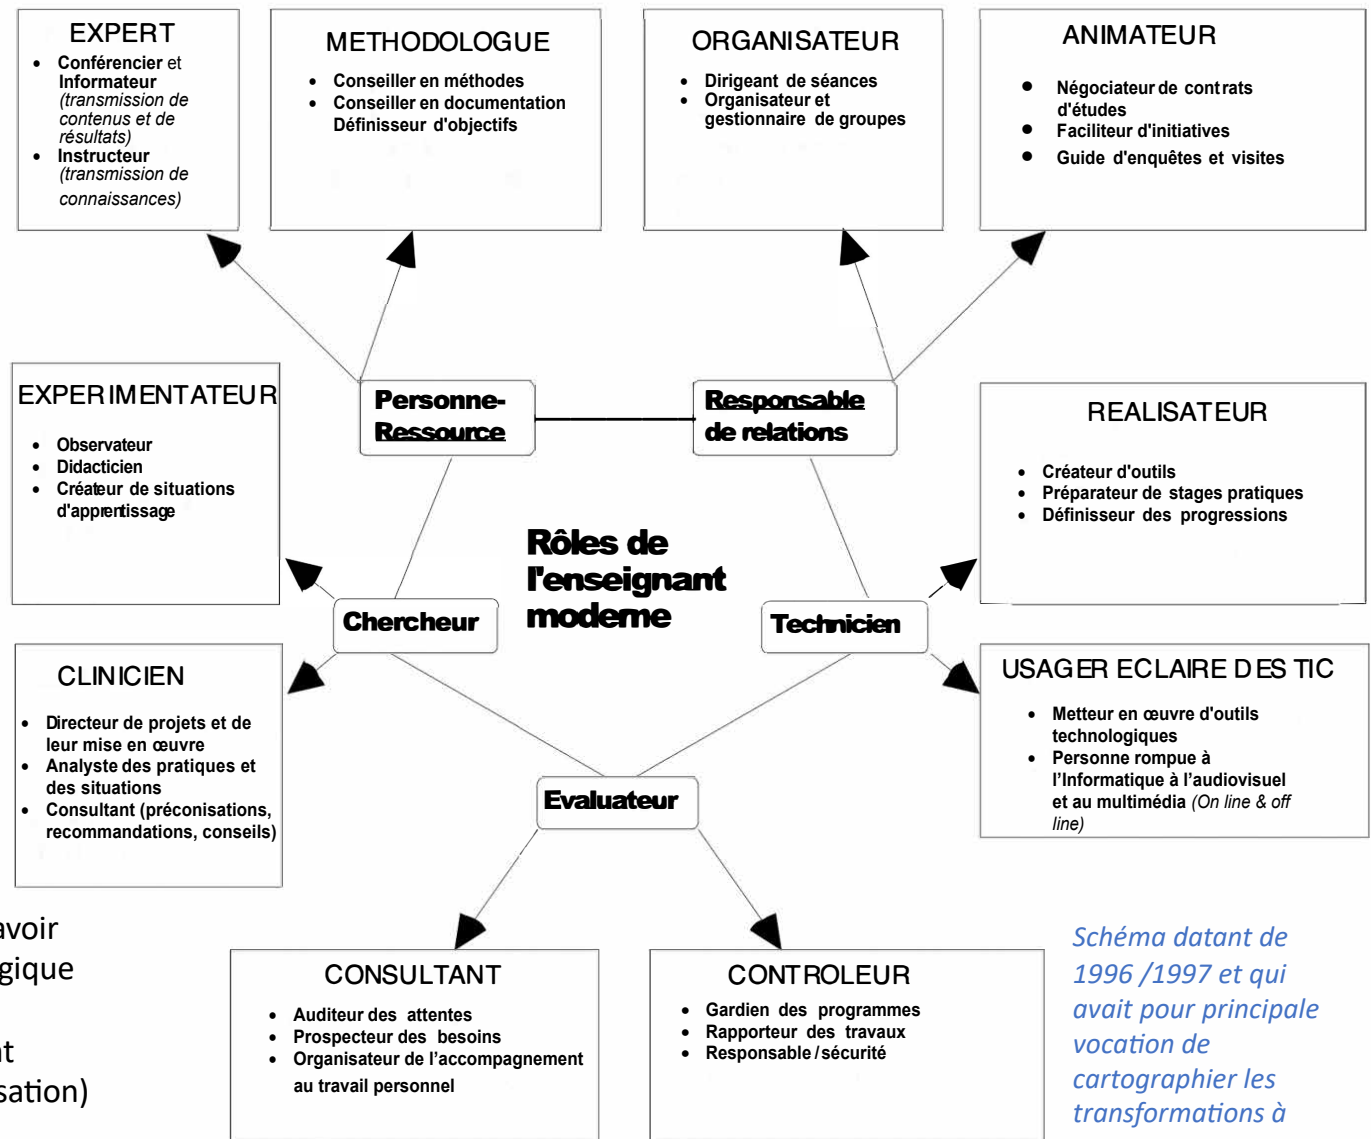 EXPERT
• Conférencier et
Informateur
(transmission de
contenus et de
résultats)
• Instructeur
(transmission de
connaissances)
METHODOLOGUE
• Conseiller en méthodes
• Conseiller en documentation
Définisseur d'objectifs
ORGANISATEUR
• Dirigeant de séances
• Organisateur et
gestionnaire de groupes
ANIMATEUR
• Négociateur de contrats
d'études
• Faciliteur d'initiatives
• Guide d'enquêtes et visites
EXPERIMENTATEUR
• Observateur
• Didacticien
• Créateur de situations
d'apprentissage
Personne-
Ressource
Responsable
de relations
REALISATEUR
• Créateur d'outils
• Préparateur de stages pratiques
• Définisseur des progressions
Rôles de
l'enseignant
moderne
Chercheur
Technicien
CLINICIEN
• Directeur de projets et de
leur mise en œuvre
• Analyste des pratiques et
des situations
• Consultant (préconisations,
recommandations, conseils)
USAGER ECLAIRE DES TIC
• Metteur en œuvre d'outils
technologiques
• Personne rompue à
l'Informatique à l'audiovisuel
et au multimédia (On line & off
line)
Evaluateur
avoir
gique
nt
sation)
CONSULTANT
• Auditeur des attentes
• Prospecteur des besoins
• Organisateur de l'accompagnement
au travail personnel
CONTROLEUR
• Gardien des programmes
• Rapporteur des travaux
• Responsable / sécurité
Schéma datant de
1996 /1997 et qui
avait pour principale
vocation de
cartographier les
transformations à